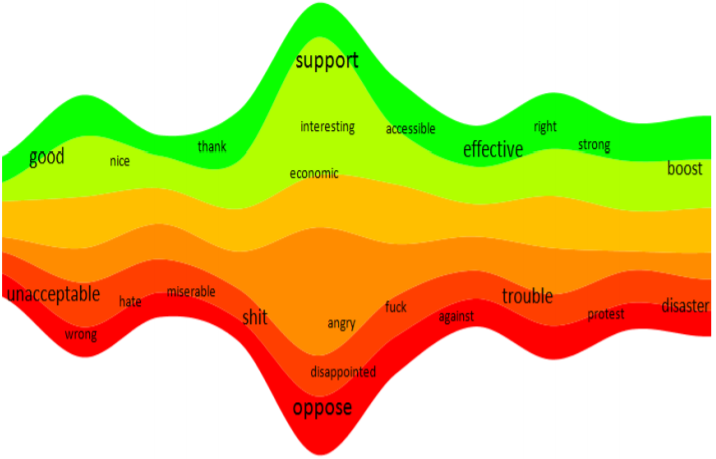 support
interesting
accessible
right
thank
strong
good
nice
effective
boost
economic
unacceptable
hate
miserable
shit
wrong
angry
fuck
against
trouble
protest
disaster
disappointed
oppose